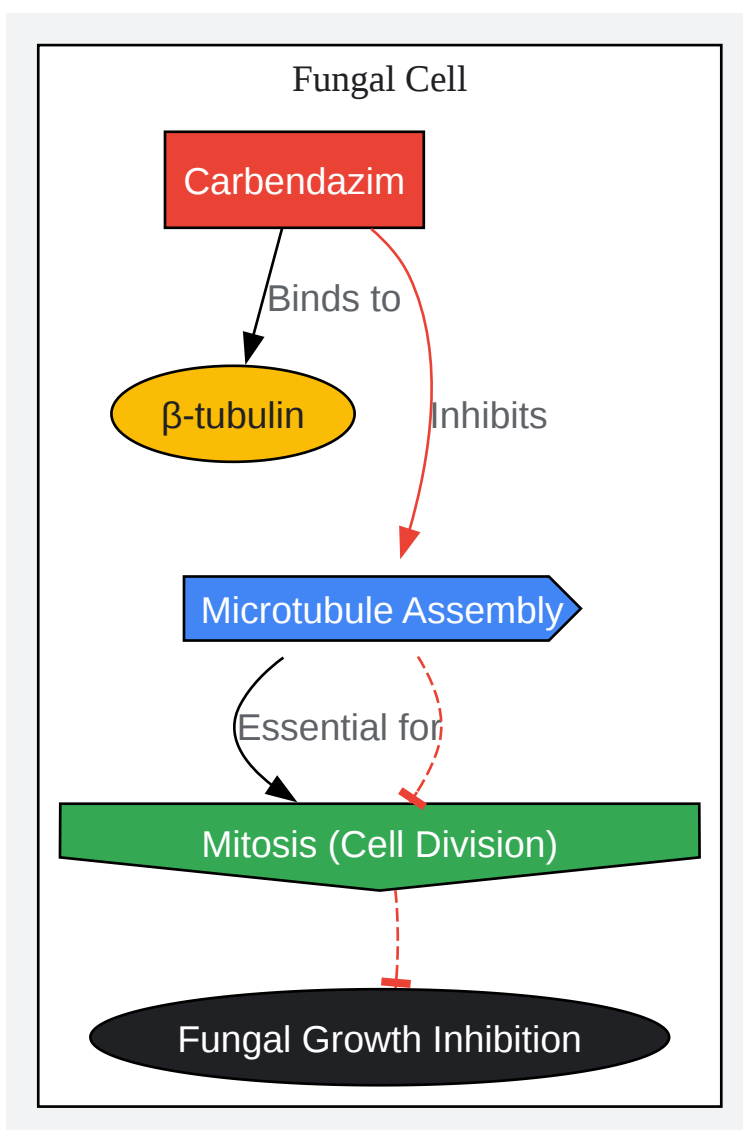 Fungal Cell
Carbendazim
Binds to
β-tubulin
Inhibits
Microtubule Assembly
Essential for
Mitosis (Cell Division)
Fungal Growth Inhibition